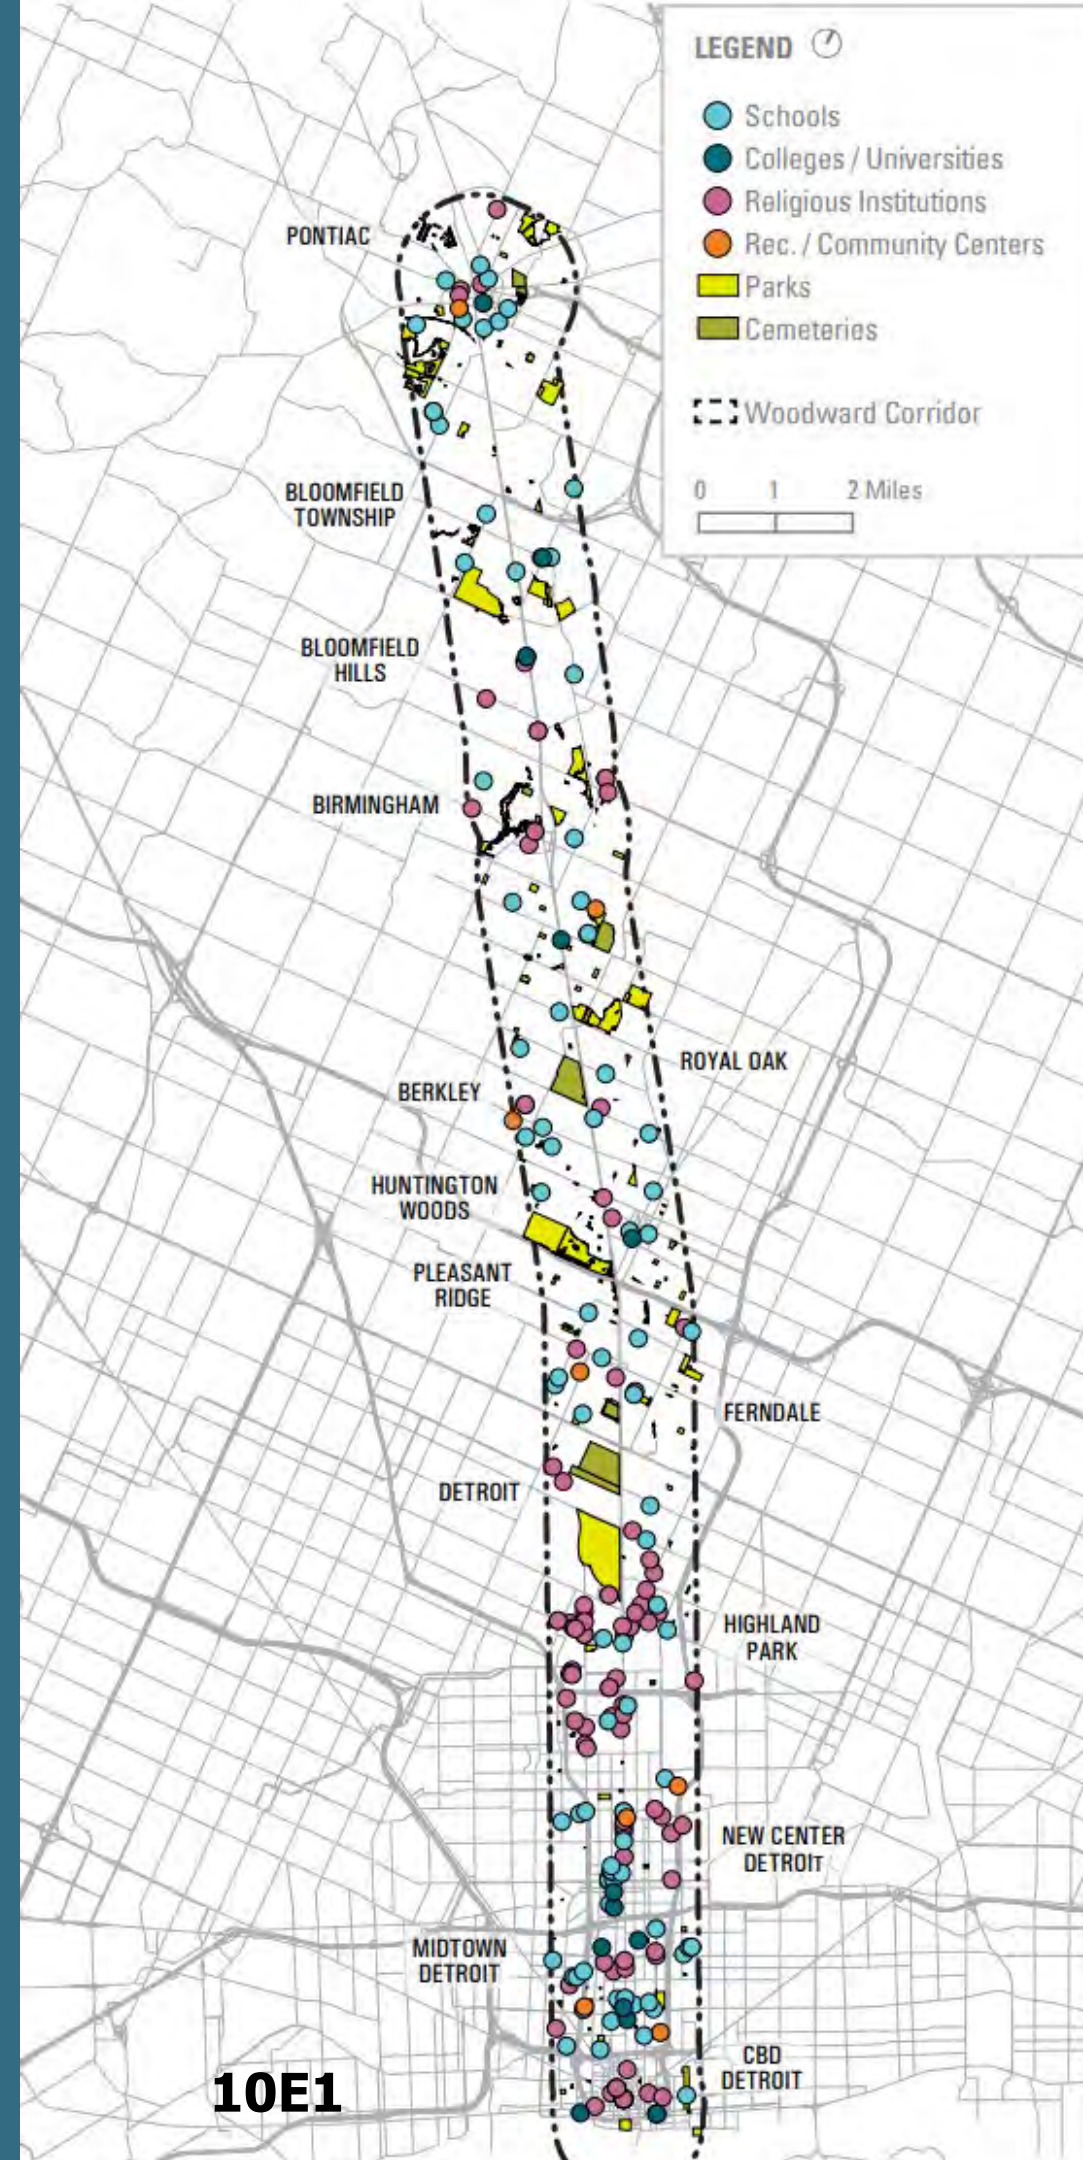 LEGEND
Schools
Colleges / Universities
Religious Institutions
Rec. / Community Centers
Parks
Cemeteries
Woodward Corridor
0 1 2 Miles
PONTIAC
BLOOMFIELD
TOWNSHIP
BLOOMFIELD
HILLS
BIRMINGHAM
ROYAL OAK
BERKLEY
HUNTINGTON
WOODS
PLEASANT
RIDGE
FERNDALE
DETROIT
HIGHLAND
PARK
NEW CENTER
DETROIT
MIDTOWN
DETROIT
CBD
DETROIT
10E1